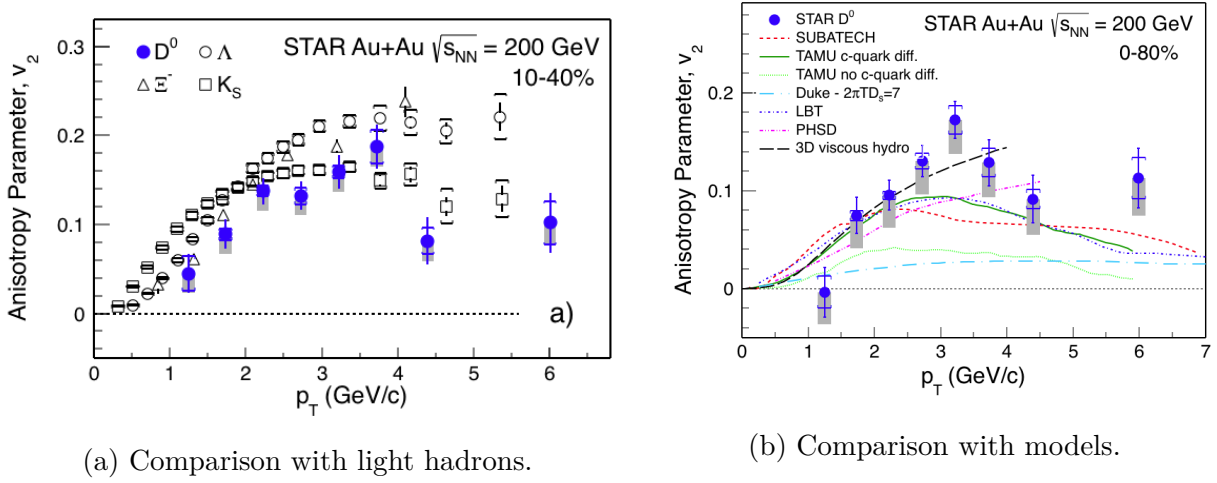 STAR Au+Au √s_NN = 200 GeV
10-40%
D⁰
Λ
Ξ⁻
K_S
a)
Anisotropy Parameter, v₂
0.3
0.2
0.1
0
0 1 2 3 4 5 6
p_T (GeV/c)
(a) Comparison with light hadrons.
STAR Au+Au √s_NN = 200 GeV
0-80%
STAR D⁰
SUBATECH
TAMU c-quark diff.
TAMU no c-quark diff.
Duke - 2πTD_s=7
LBT
PHSD
3D viscous hydro
Anisotropy Parameter, v₂
0.2
0.1
0
0 1 2 3 4 5 6 7
p_T (GeV/c)
(b) Comparison with models.